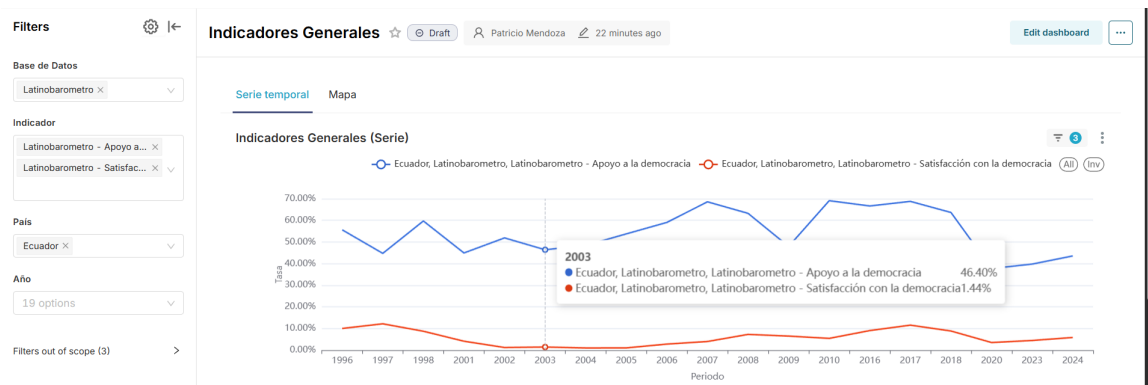 Filters
Base de Datos
Latinobarometro ×
Indicador
Latinobarometro - Apoyo a... ×
Latinobarometro - Satisfac... ×
País
Ecuador ×
Año
19 options
Filters out of scope (3)
Indicadores Generales
Draft
Patricio Mendoza
22 minutes ago
Edit dashboard
...
Serie temporal
Mapa
Indicadores Generales (Serie)
3
Ecuador, Latinobarometro, Latinobarometro - Apoyo a la democracia
Ecuador, Latinobarometro, Latinobarometro - Satisfacción con la democracia
All
Inv
70.00%
60.00%
50.00%
40.00%
30.00%
20.00%
10.00%
0.00%
Tasa
2003
Ecuador, Latinobarometro, Latinobarometro - Apoyo a la democracia 46.40%
Ecuador, Latinobarometro, Latinobarometro - Satisfacción con la democracia1.44%
1996 1997 1998 2001 2002 2003 2004 2005 2006 2007 2008 2009 2010 2016 2017 2018 2020 2023 2024
Periodo